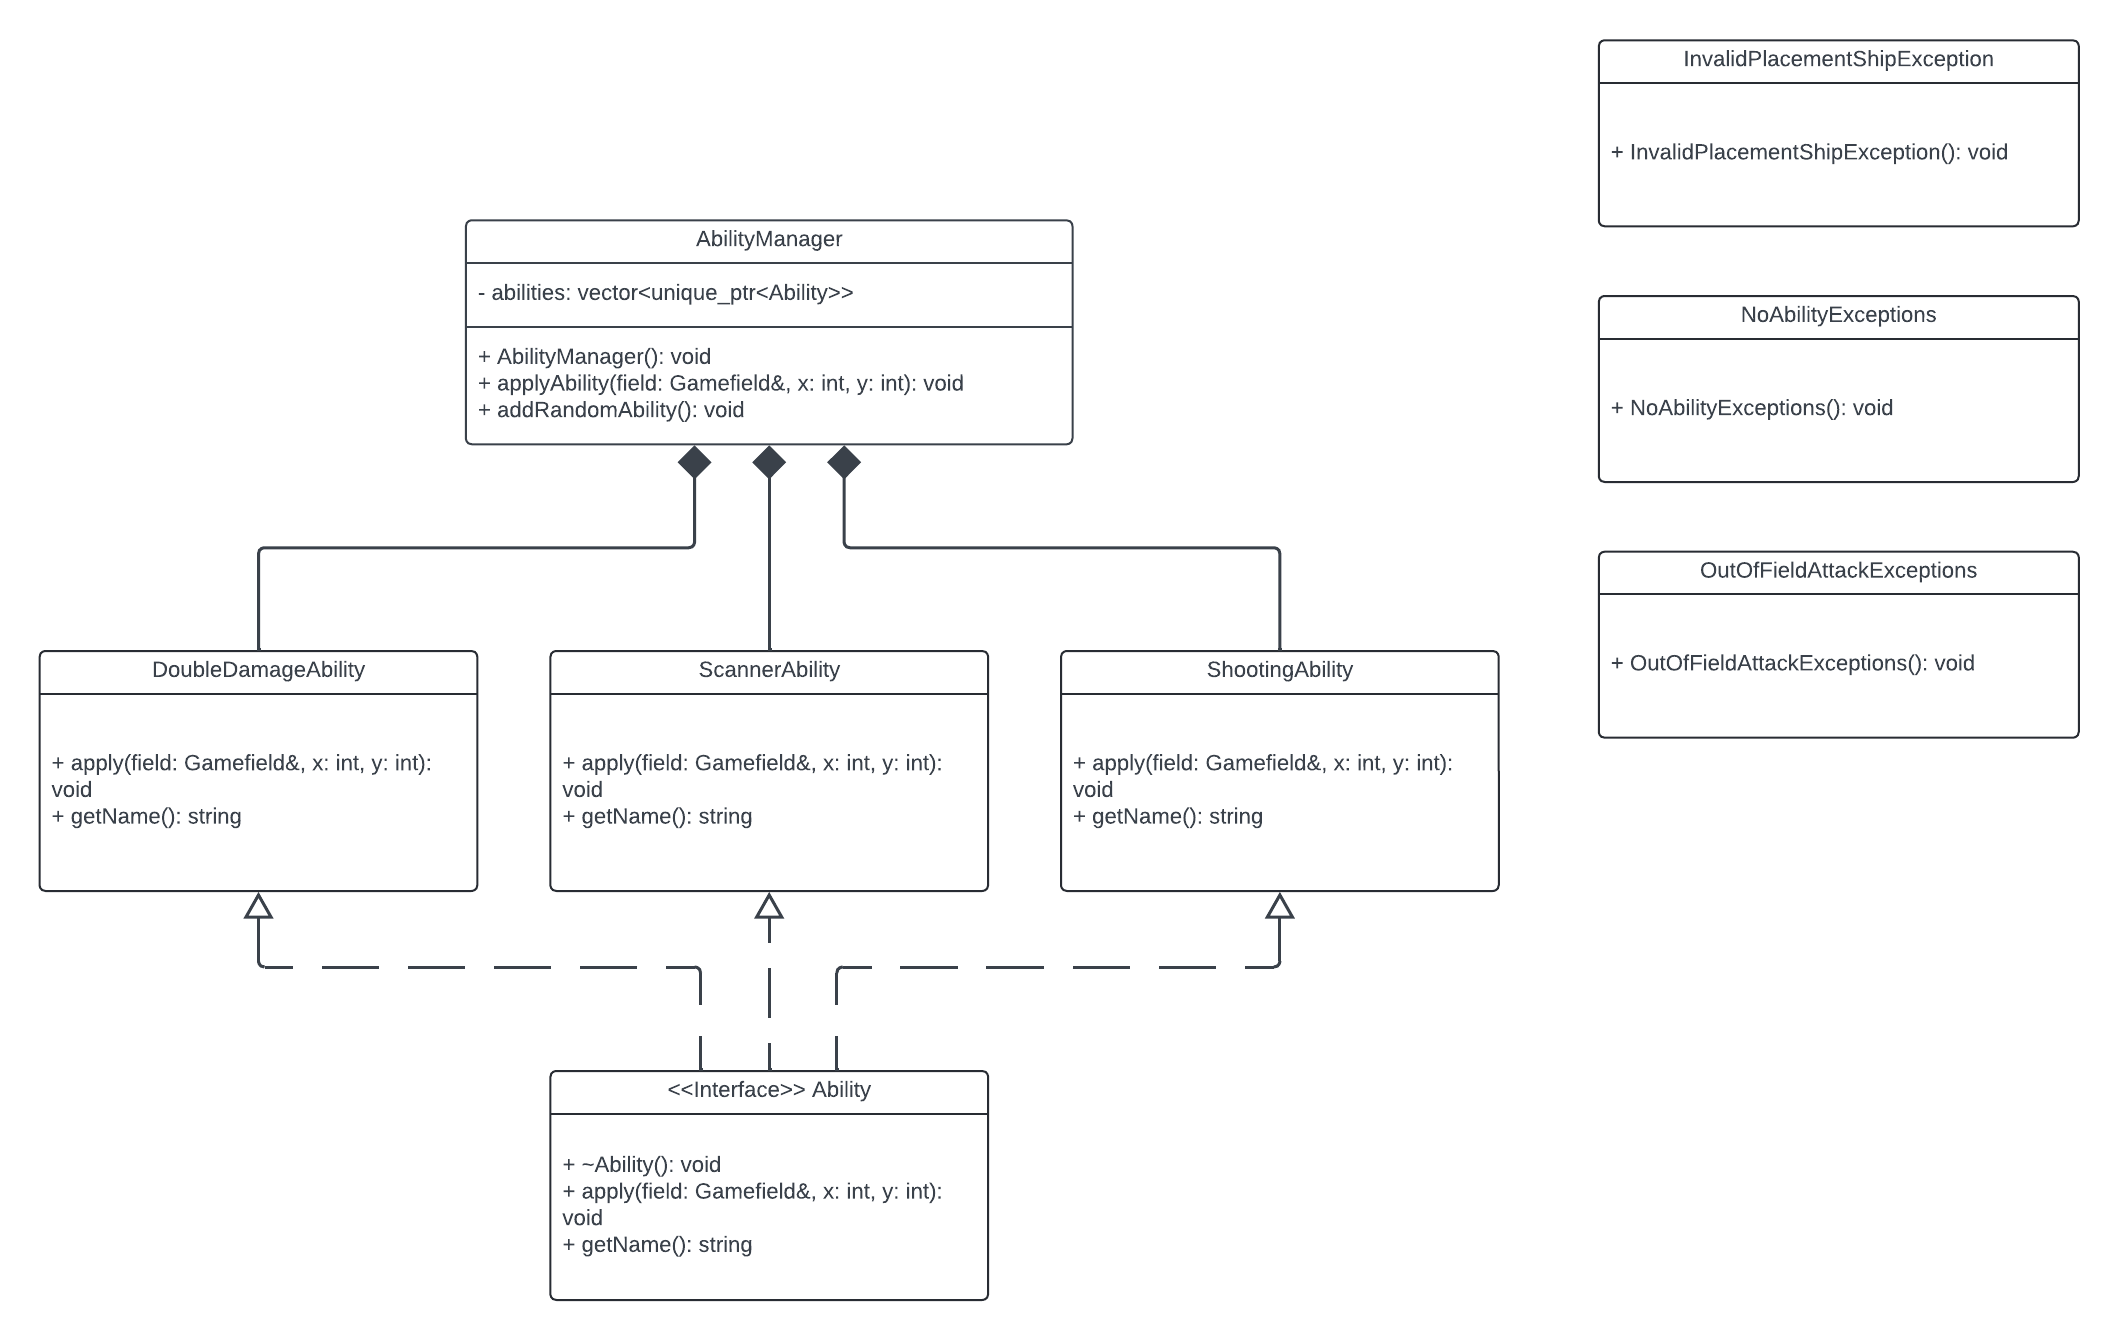 InvalidPlacementShipException
+ InvalidPlacementShipException(): void
AbilityManager
- abilities: vector<unique_ptr<Ability>>
+ AbilityManager(): void
+ applyAbility(field: Gamefield&, x: int, y: int): void
+ addRandomAbility(): void
NoAbilityExceptions
+ NoAbilityExceptions(): void
OutOfFieldAttackExceptions
+ OutOfFieldAttackExceptions(): void
DoubleDamageAbility
+ apply(field: Gamefield&, x: int, y: int):
void
+ getName(): string
ScannerAbility
+ apply(field: Gamefield&, x: int, y: int):
void
+ getName(): string
ShootingAbility
+ apply(field: Gamefield&, x: int, y: int):
void
+ getName(): string
<<Interface>> Ability
+ ~Ability(): void
+ apply(field: Gamefield&, x: int, y: int):
void
+ getName(): string